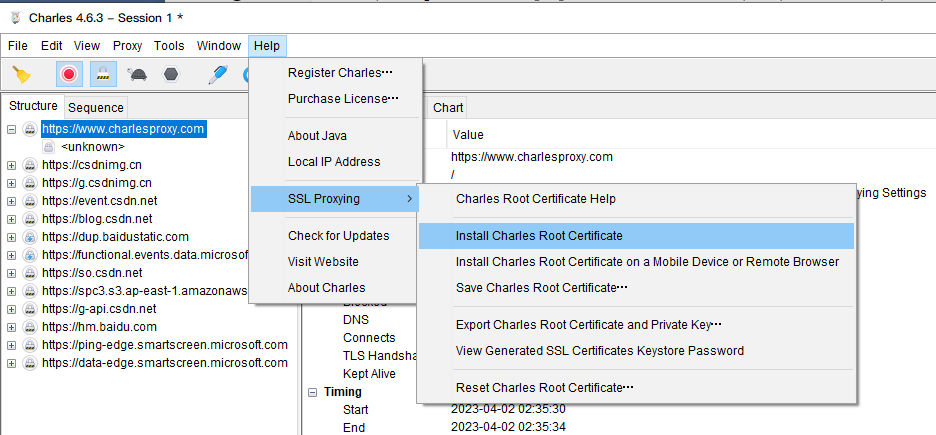 Charles 4.6.3 – Session 1 *
File Edit View Proxy Tools Window Help
Structure Sequence
https://www.charlesproxy.com
<unknown>
https://csdnimg.cn
https://g.csdnimg.cn
https://event.csdn.net
https://blog.csdn.net
https://dup.baidustatic.com
https://functional.events.data.microsoft
https://so.csdn.net
https://spc3.s3.ap-east-1.amazonaws
https://g-api.csdn.net
https://hm.baidu.com
https://ping-edge.smartscreen.microsoft.com
https://data-edge.smartscreen.microsoft.com
Register Charles···
Purchase License···
About Java
Local IP Address
SSL Proxying
Check for Updates
Visit Website
About Charles
Charles Root Certificate Help
Install Charles Root Certificate
Install Charles Root Certificate on a Mobile Device or Remote Browser
Save Charles Root Certificate···
Export Charles Root Certificate and Private Key···
View Generated SSL Certificates Keystore Password
Reset Charles Root Certificate···
Chart
Value
https://www.charlesproxy.com
/
ying Settings
DNS
Connects
TLS Handsha
Kept Alive
Timing
Start 2023-04-02 02:35:30
End 2023-04-02 02:35:34